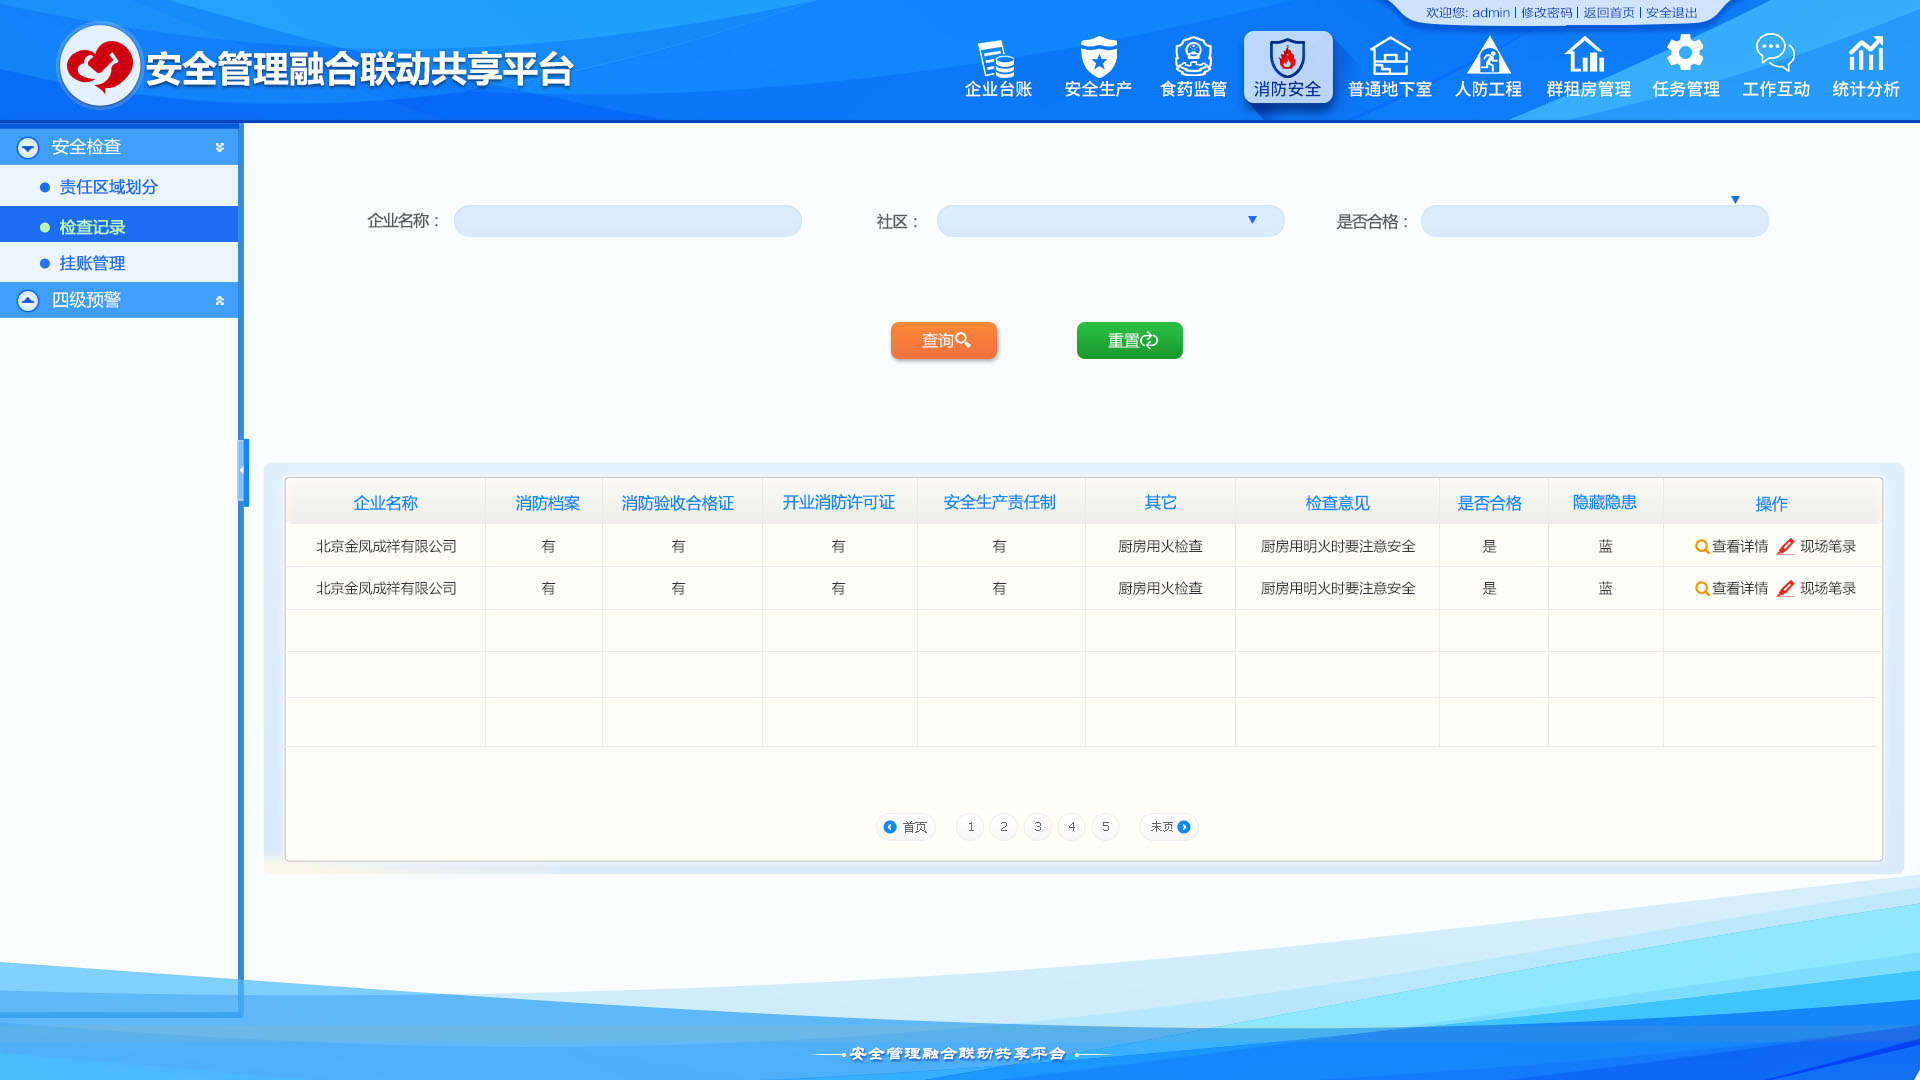 欢迎您: admin | 修改密码 | 返回首页 | 安全退出
安全管理融合联动共享平台
企业台账 安全生产 食药监管 消防安全 普通地下室 人防工程 群租房管理 任务管理 工作互动 统计分析
安全检查
责任区域划分
检查记录
挂账管理
四级预警
企业名称： 社区： 是否合格：
查询 重置
企业名称 消防档案 消防验收合格证 开业消防许可证 安全生产责任制 其它 检查意见 是否合格 隐藏隐患 操作
北京金凤成祥有限公司 有 有 有 有 厨房用火检查 厨房用明火时要注意安全 是 蓝 查看详情 现场笔录
北京金凤成祥有限公司 有 有 有 有 厨房用火检查 厨房用明火时要注意安全 是 蓝 查看详情 现场笔录
首页 1 2 3 4 5 末页
安全管理融合联动共享平台